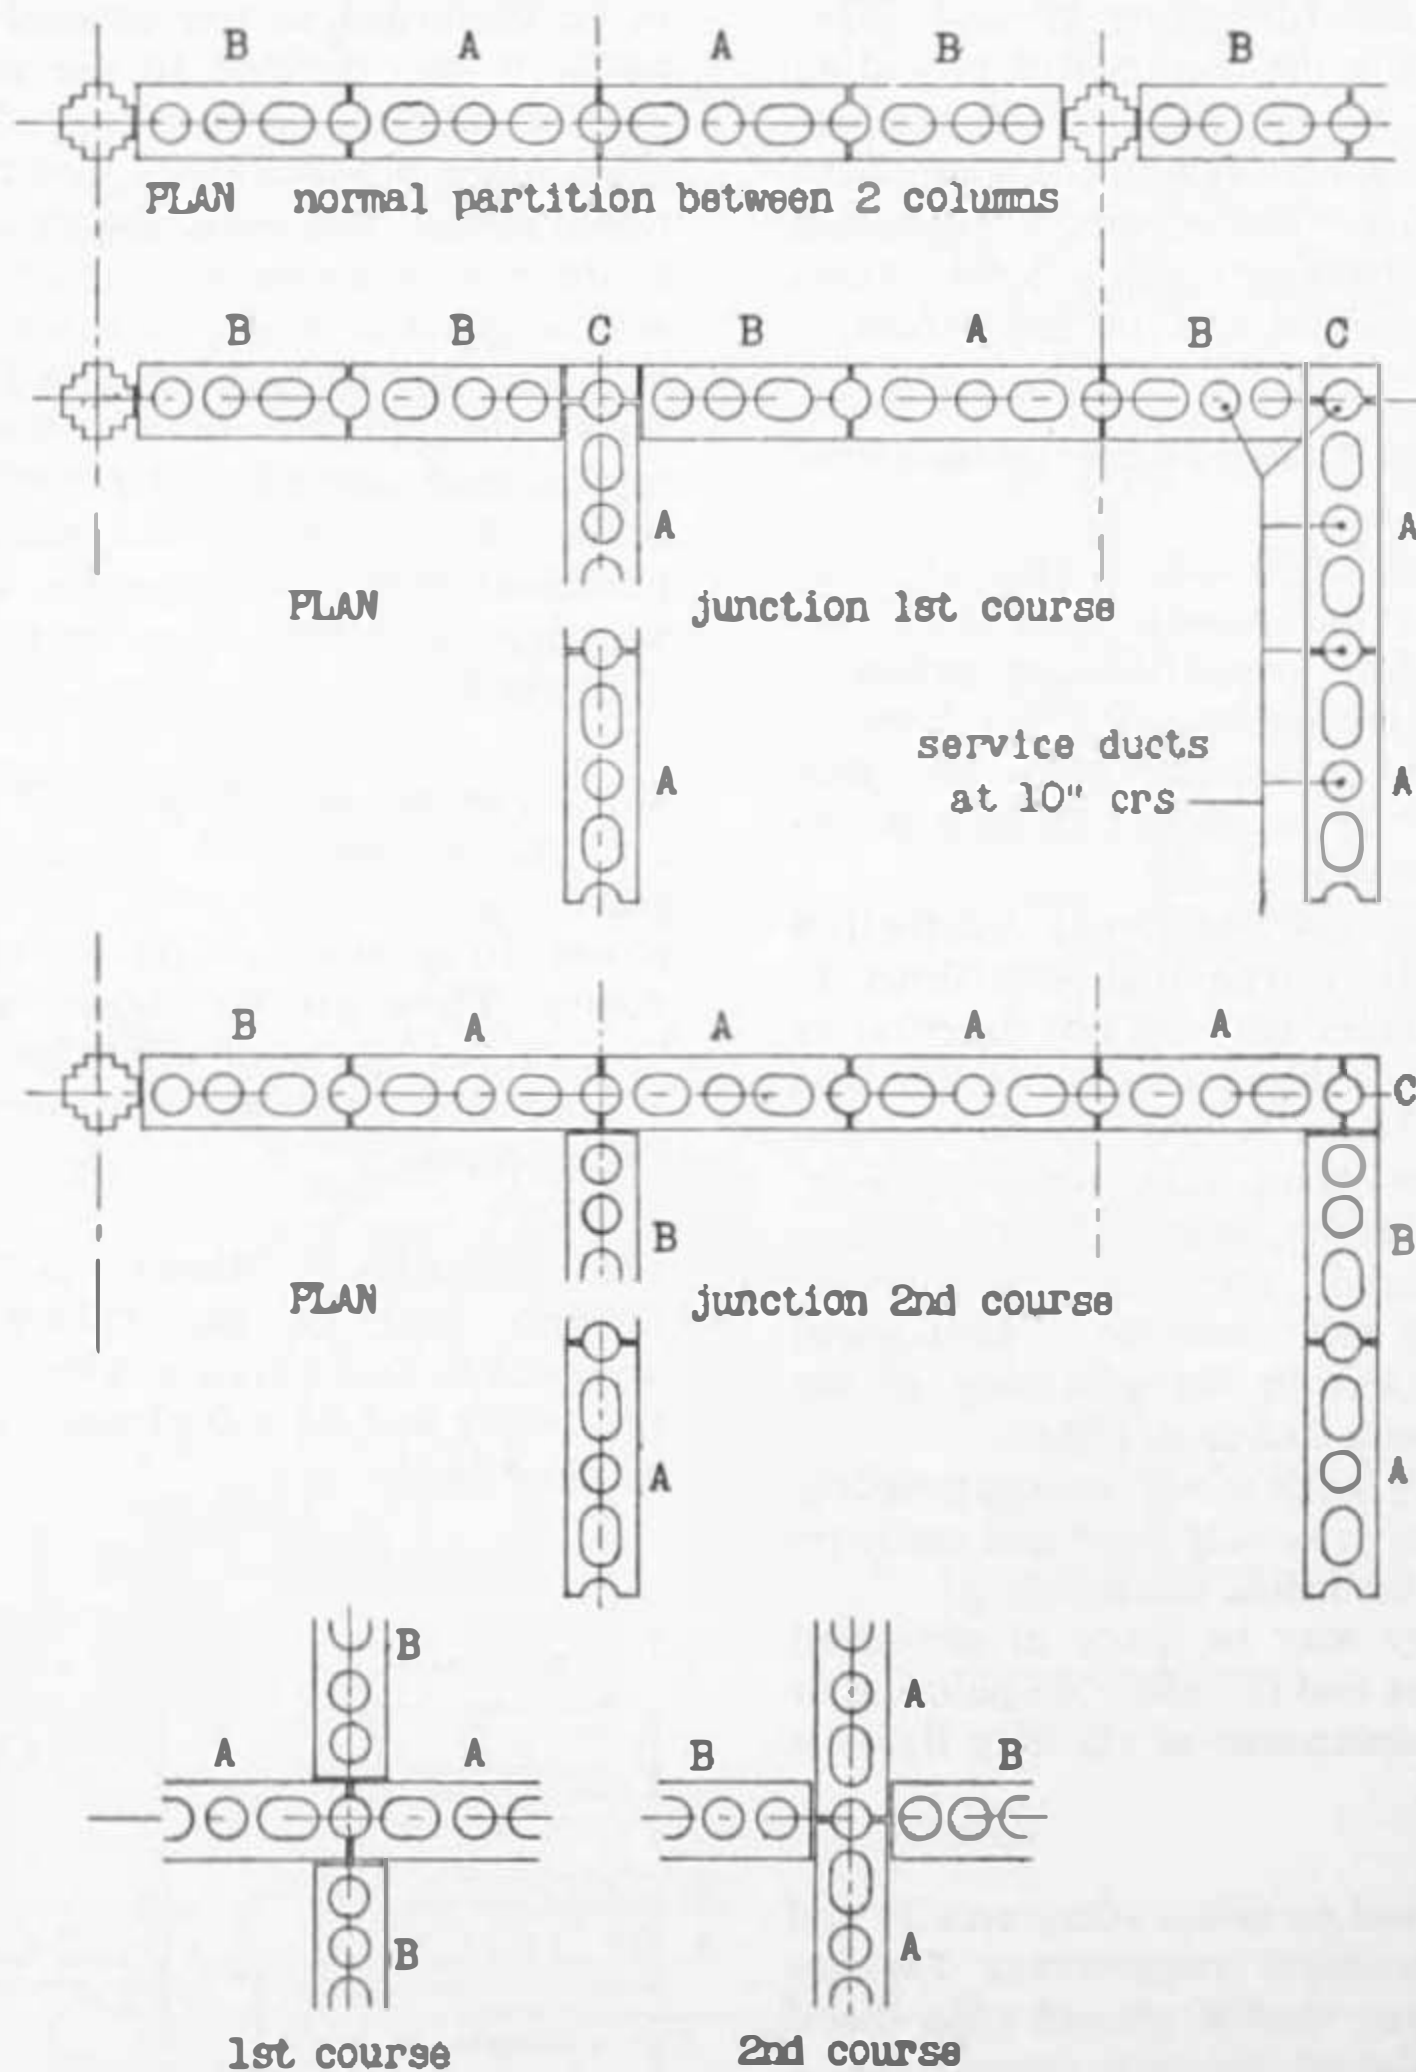 B A A B B
PLAN normal partition between 2 columns
B B C B A B C
A A
PLAN junction 1st course
service ducts
A A
at 10" crs
B A A A A
C
B B
PLAN junction 2nd course
A A
B
A
A A B B
B A
1st course 2nd course